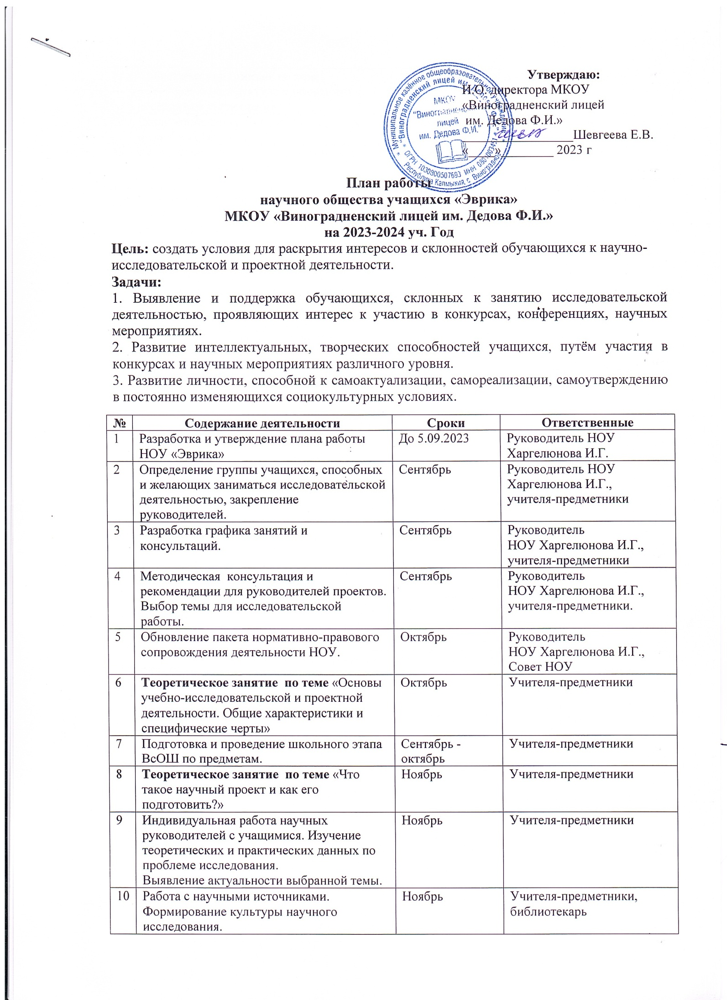 Утверждаю:
И.О. директора МКОУ
«Виноградненский лицей
им. Дедова Ф.И.»
_________________Шевгеева Е.В.
«____»________ 2023 г
* Муниципальное казённое общеобразовательное учреждение *
"Виноградненский лицей им. Дедова Ф.И."
* ОГРН 1030800507693 ИНН
Республика Калмыкия, с Виноградное
МКОУ
"Виноградненский
лицей
им. Дедова Ф.И."
План работы
научного общества учащихся «Эврика»
МКОУ «Виноградненский лицей им. Дедова Ф.И.»
на 2023-2024 уч. Год
Цель: создать условия для раскрытия интересов и склонностей обучающихся к научно-
исследовательской и проектной деятельности.
Задачи:
1. Выявление и поддержка обучающихся, склонных к занятию исследовательской
деятельностью, проявляющих интерес к участию в конкурсах, конференциях, научных
мероприятиях.
2. Развитие интеллектуальных, творческих способностей учащихся, путём участия в
конкурсах и научных мероприятиях различного уровня.
3. Развитие личности, способной к самоактуализации, самореализации, самоутверждению
в постоянно изменяющихся социокультурных условиях.
№ Содержание деятельности Сроки Ответственные
1 Разработка и утверждение плана работы До 5.09.2023 Руководитель НОУ
НОУ «Эврика» Харгелюнова И.Г.
2 Определение группы учащихся, способных Сентябрь Руководитель НОУ
и желающих заниматься исследовательской Харгелюнова И.Г.,
деятельностью, закрепление учителя-предметники
руководителей.
3 Разработка графика занятий и Сентябрь Руководитель
консультаций. НОУ Харгелюнова И.Г.,
учителя-предметники
4 Методическая консультация и Сентябрь Руководитель
рекомендации для руководителей проектов. НОУ Харгелюнова И.Г.,
Выбор темы для исследовательской учителя-предметники.
работы.
5 Обновление пакета нормативно-правового Октябрь Руководитель
сопровождения деятельности НОУ. НОУ Харгелюнова И.Г.,
Совет НОУ
6 Теоретическое занятие по теме «Основы Октябрь Учителя-предметники
учебно-исследовательской и проектной
деятельности. Общие характеристики и
специфические черты»
7 Подготовка и проведение школьного этапа Сентябрь - Учителя-предметники
ВсОШ по предметам. октябрь
8 Теоретическое занятие по теме «Что Ноябрь Учителя-предметники
такое научный проект и как его
подготовить?»
9 Индивидуальная работа научных Ноябрь Учителя-предметники
руководителей с учащимися. Изучение
теоретических и практических данных по
проблеме исследования.
Выявление актуальности выбранной темы.
10 Работа с научными источниками. Ноябрь Учителя-предметники,
Формирование культуры научного библиотекарь
исследования.